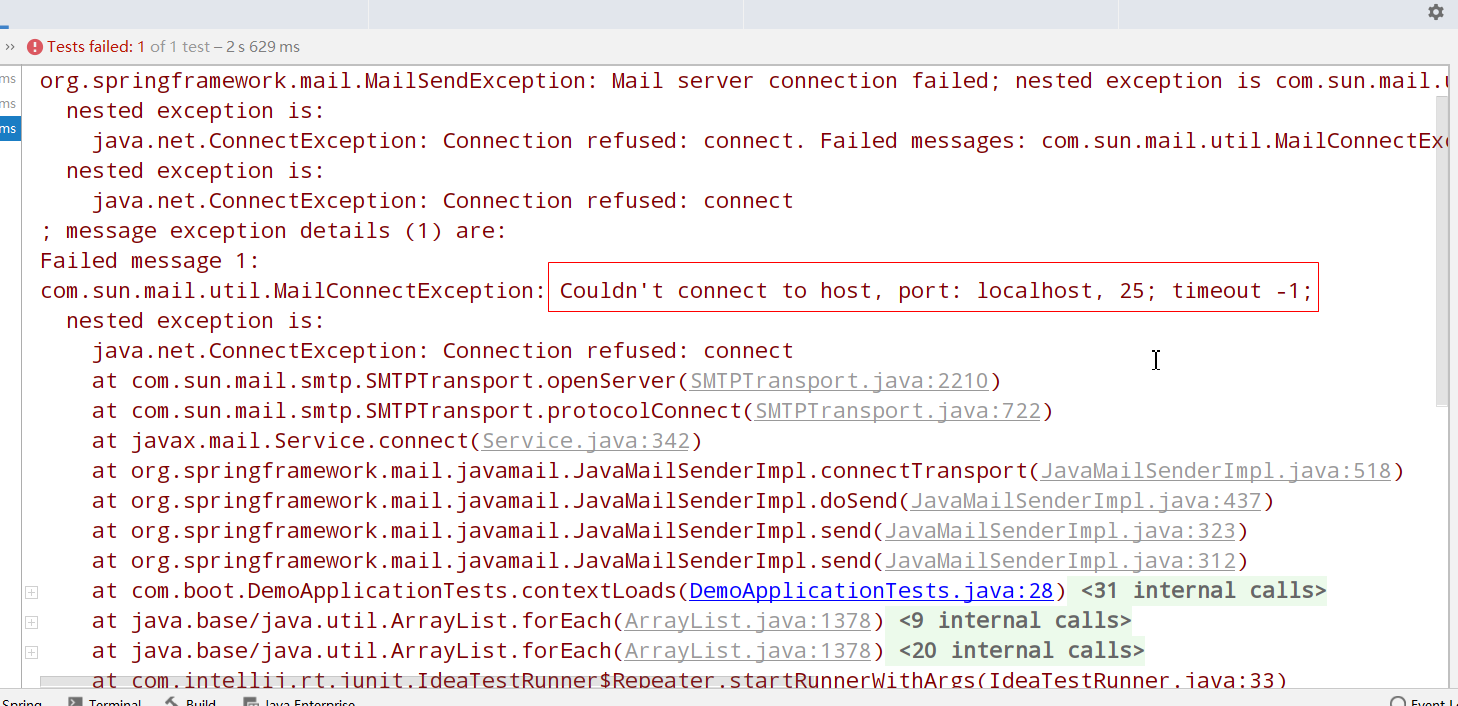 ›› Tests failed: 1 of 1 test – 2 s 629 ms
ms
ms
ms
org.springframework.mail.MailSendException: Mail server connection failed; nested exception is com.sun.mail.
nested exception is:
java.net.ConnectException: Connection refused: connect. Failed messages: com.sun.mail.util.MailConnectExc
nested exception is:
java.net.ConnectException: Connection refused: connect
; message exception details (1) are:
Failed message 1:
com.sun.mail.util.MailConnectException: Couldn't connect to host, port: localhost, 25; timeout -1;
nested exception is:
java.net.ConnectException: Connection refused: connect
at com.sun.mail.smtp.SMTPTransport.openServer(SMTPTransport.java:2210)
at com.sun.mail.smtp.SMTPTransport.protocolConnect(SMTPTransport.java:722)
at javax.mail.Service.connect(Service.java:342)
at org.springframework.mail.javamail.JavaMailSenderImpl.connectTransport(JavaMailSenderImpl.java:518)
at org.springframework.mail.javamail.JavaMailSenderImpl.doSend(JavaMailSenderImpl.java:437)
at org.springframework.mail.javamail.JavaMailSenderImpl.send(JavaMailSenderImpl.java:323)
at org.springframework.mail.javamail.JavaMailSenderImpl.send(JavaMailSenderImpl.java:312)
at com.boot.DemoApplicationTests.contextLoads(DemoApplicationTests.java:28) <31 internal calls>
at java.base/java.util.ArrayList.forEach(ArrayList.java:1378) <9 internal calls>
at java.base/java.util.ArrayList.forEach(ArrayList.java:1378) <20 internal calls>
at com.intellij.rt.junit.IdeaTestRunner$Repeater.startRunnerWithArgs(IdeaTestRunner.java:33)
Spring Terminal Build Java Enterprise Event L